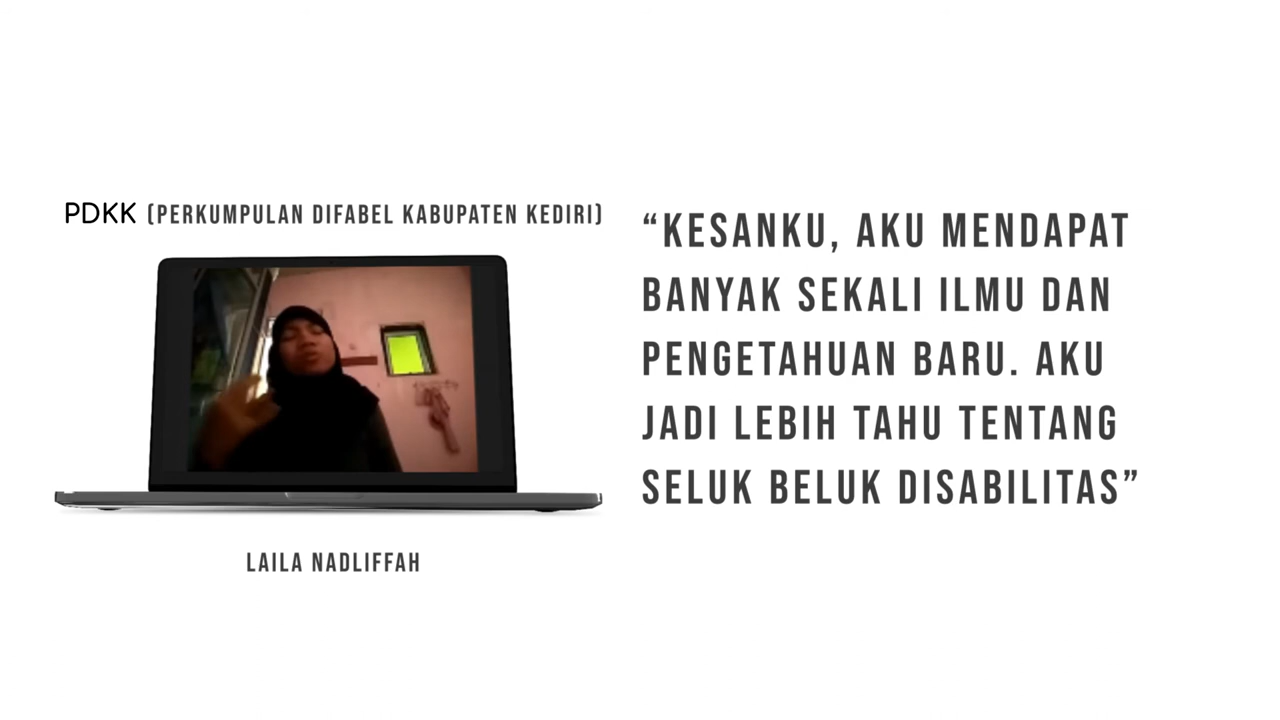 PDKK (PERKUMPULAN DIFABEL KABUPATEN KEDIRI)
“KESANKU, AKU MENDAPAT
BANYAK SEKALI ILMU DAN
PENGETAHUAN BARU. AKU
JADI LEBIH TAHU TENTANG
SELUK BELUK DISABILITAS”
LAILA NADLIFFAH